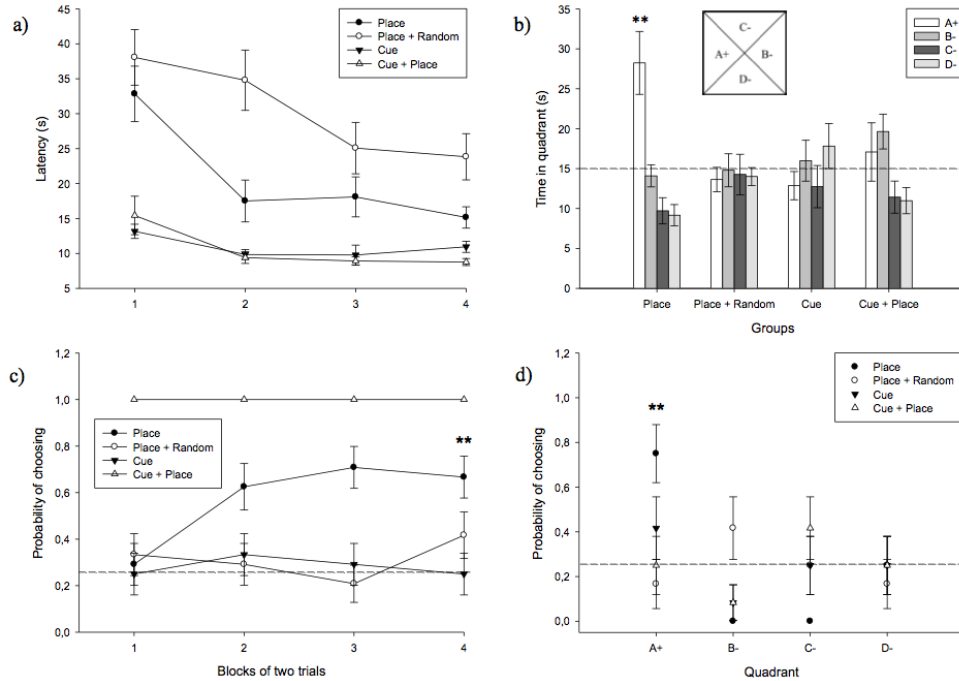 a)
45
40
35
30
25
20
15
10
5
Latency (s)
1 2 3 4
Place
Place + Random
Cue
Cue + Place
b)
35
30
25
20
15
10
5
0
Time in quadrant (s)
**
C-
A+ B-
D-
A+
B-
C-
D-
Place Place + Random Cue Cue + Place
Groups
c)
1,2
1,0
0,8
0,6
0,4
0,2
0,0
Probability of choosing
Place
Place + Random
Cue
Cue + Place
**
1 2 3 4
Blocks of two trials
d)
1,2
1,0
0,8
0,6
0,4
0,2
0,0
Probability of choosing
**
Place
Place + Random
Cue
Cue + Place
A+ B- C- D-
Quadrant